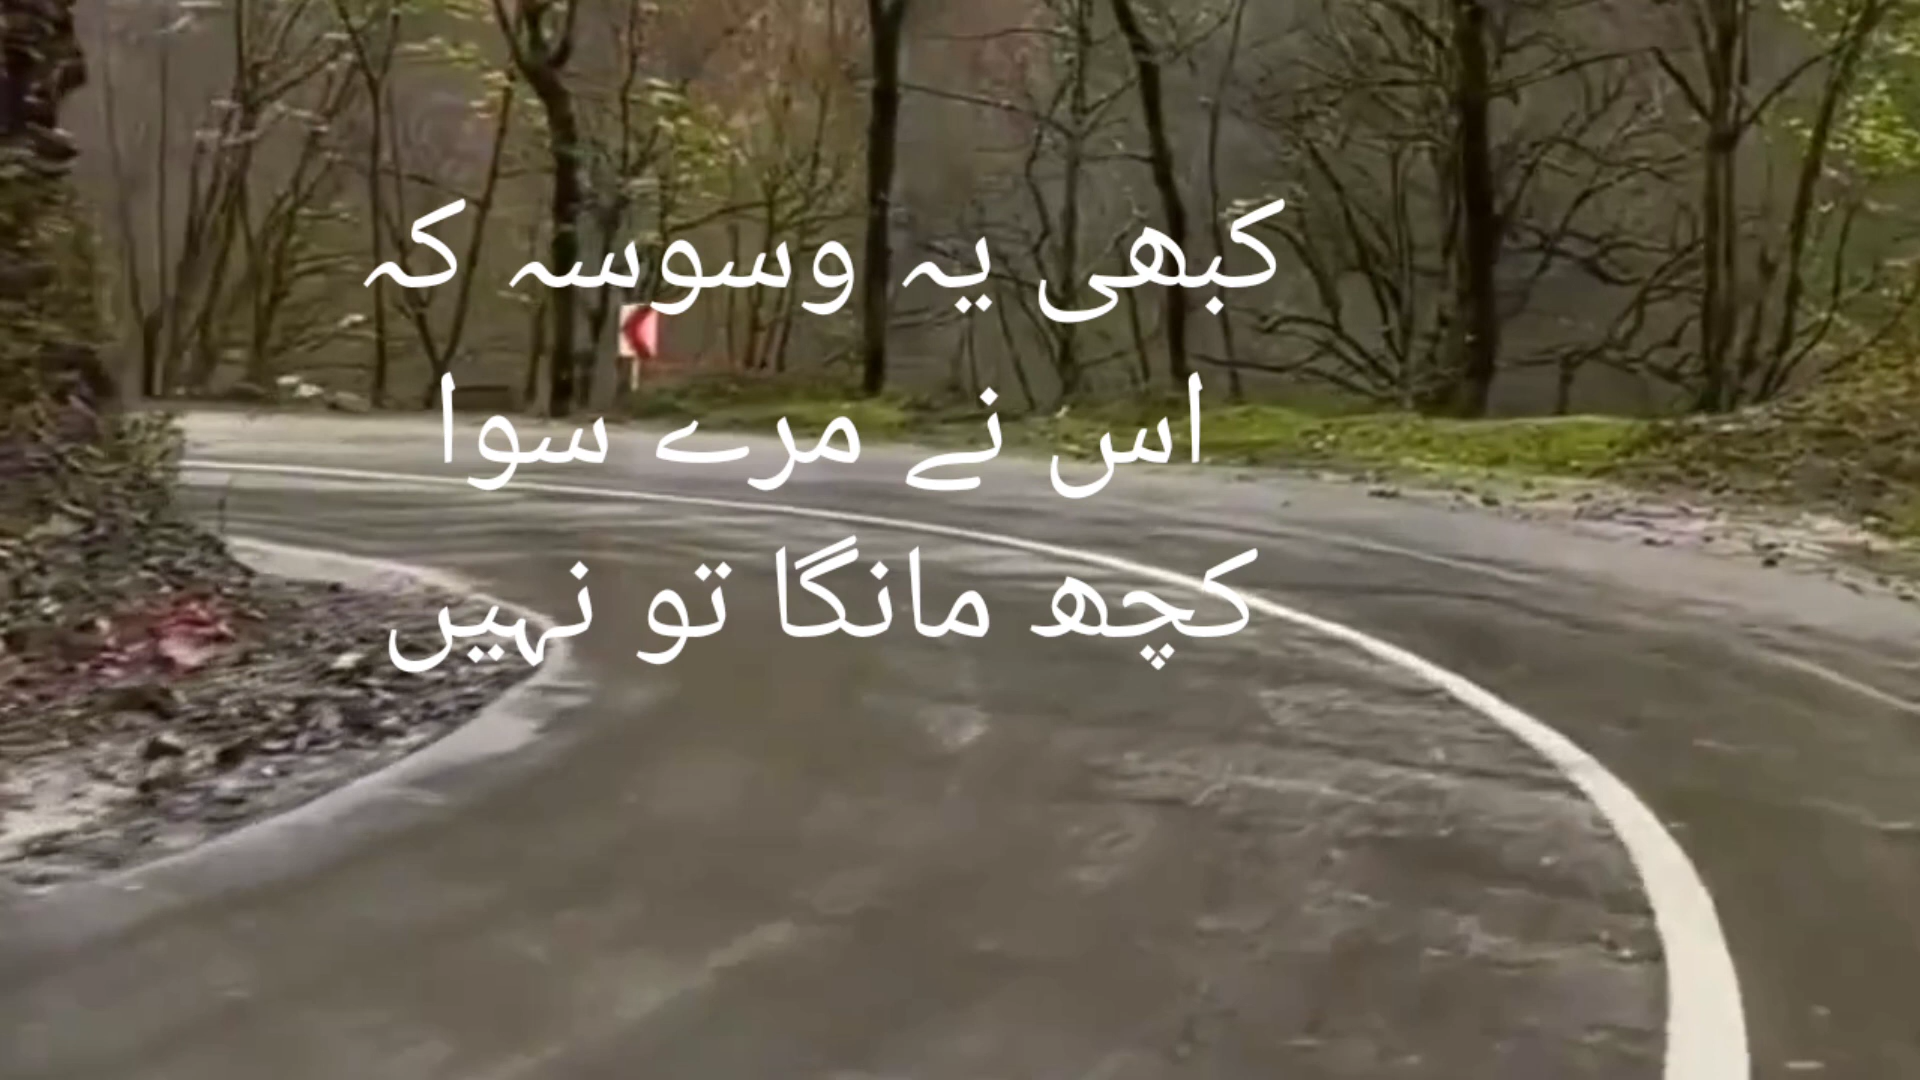 کبھی یہ وسوسہ کہ
اس نے مرے سوا
کچھ مانگا تو نہیں